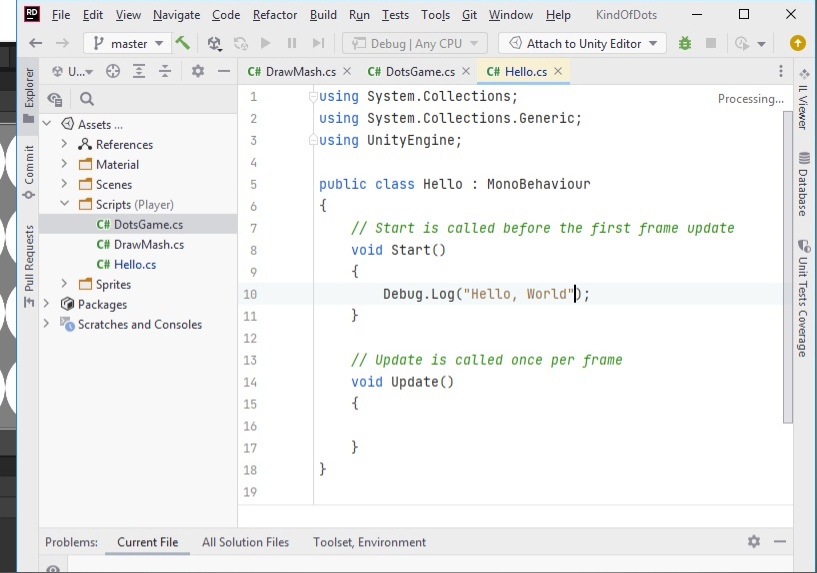 RD File Edit View Navigate Code Refactor Build Run Tests Tools Git Window Help KindOfDots
master Debug | Any CPU Attach to Unity Editor
Explorer
Commit
Pull Requests
U...
Assets ...
References
Material
Scenes
Scripts (Player)
C# DotsGame.cs
C# DrawMash.cs
C# Hello.cs
Sprites
Packages
Scratches and Consoles
C# DrawMash.cs C# DotsGame.cs C# Hello.cs
Processing...
1 using System.Collections;
2 using System.Collections.Generic;
3 using UnityEngine;
4
5 public class Hello : MonoBehaviour
6 {
7 // Start is called before the first frame update
8 void Start()
9 {
10 Debug.Log("Hello, World");
11 }
12
13 // Update is called once per frame
14 void Update()
15 {
16
17 }
18 }
19
IL Viewer
Database
Unit Tests Coverage
Problems: Current File All Solution Files Toolset, Environment